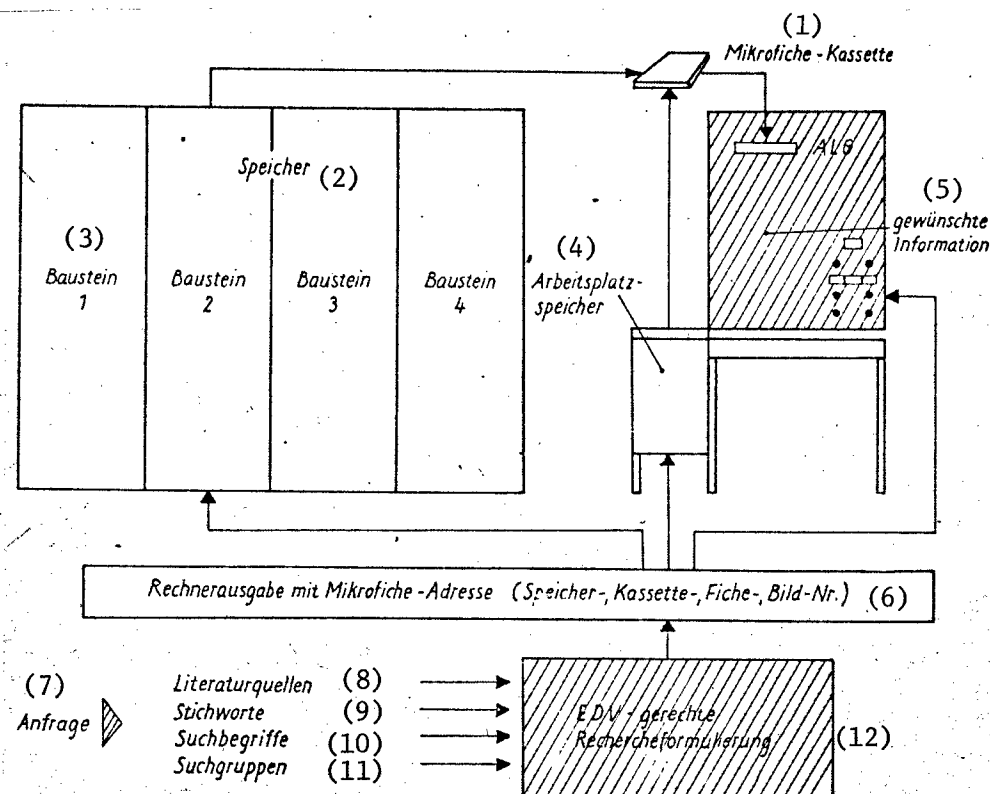 (1)
Mikrofiche-Kassette
Speicher (2)
(3)
Baustein
1
Baustein
2
Baustein
3
Baustein
4
(4)
Arbeitsplatz-
speicher
(5)
gewünschte
Information
Rechnerausgabe mit Mikrofiche-Adresse (Speicher-, Kassette-, Fiche-, Bild-Nr.) (6)
(7)
Anfrage
Literaturquellen (8)
Stichworte (9)
Suchbegriffe (10)
Suchgruppen (11)
EDV-gerechte
Rechercheformulierung
(12)